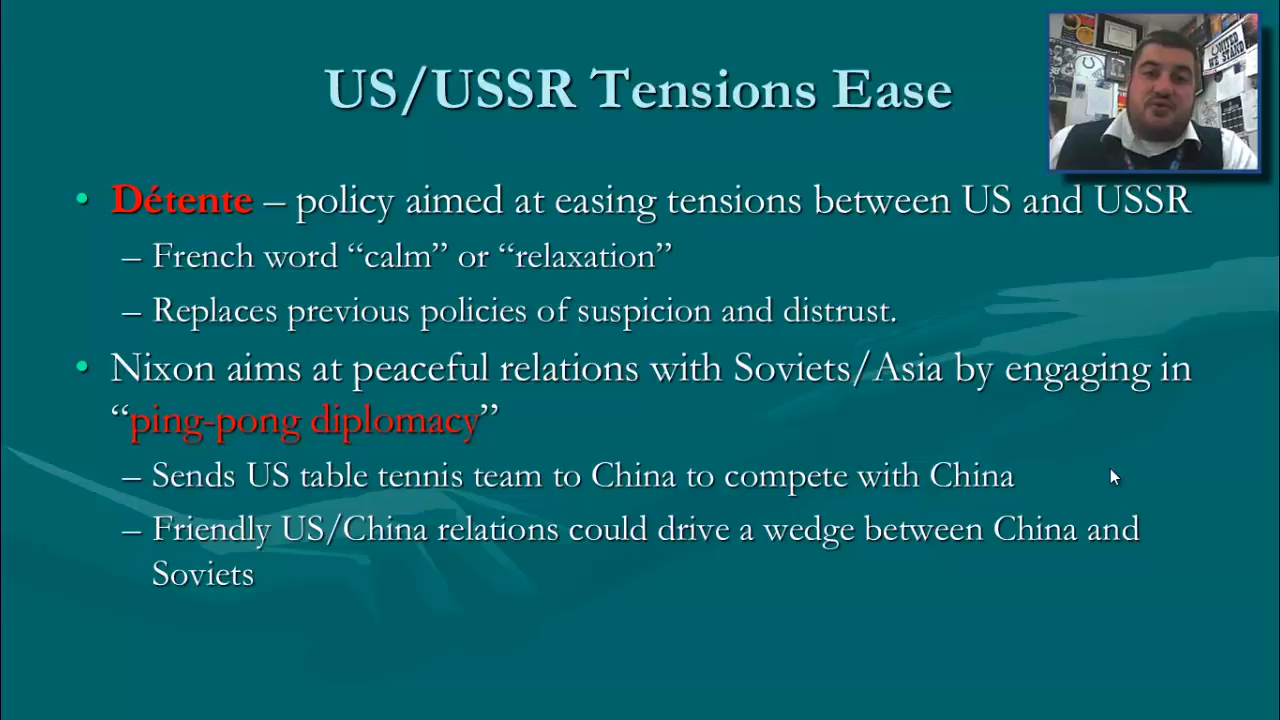 US/USSR Tensions Ease
UNITED
WE STAND
• Détente – policy aimed at easing tensions between US and USSR
– French word “calm” or “relaxation”
– Replaces previous policies of suspicion and distrust.
• Nixon aims at peaceful relations with Soviets/Asia by engaging in
“ping-pong diplomacy”
– Sends US table tennis team to China to compete with China
– Friendly US/China relations could drive a wedge between China and
Soviets